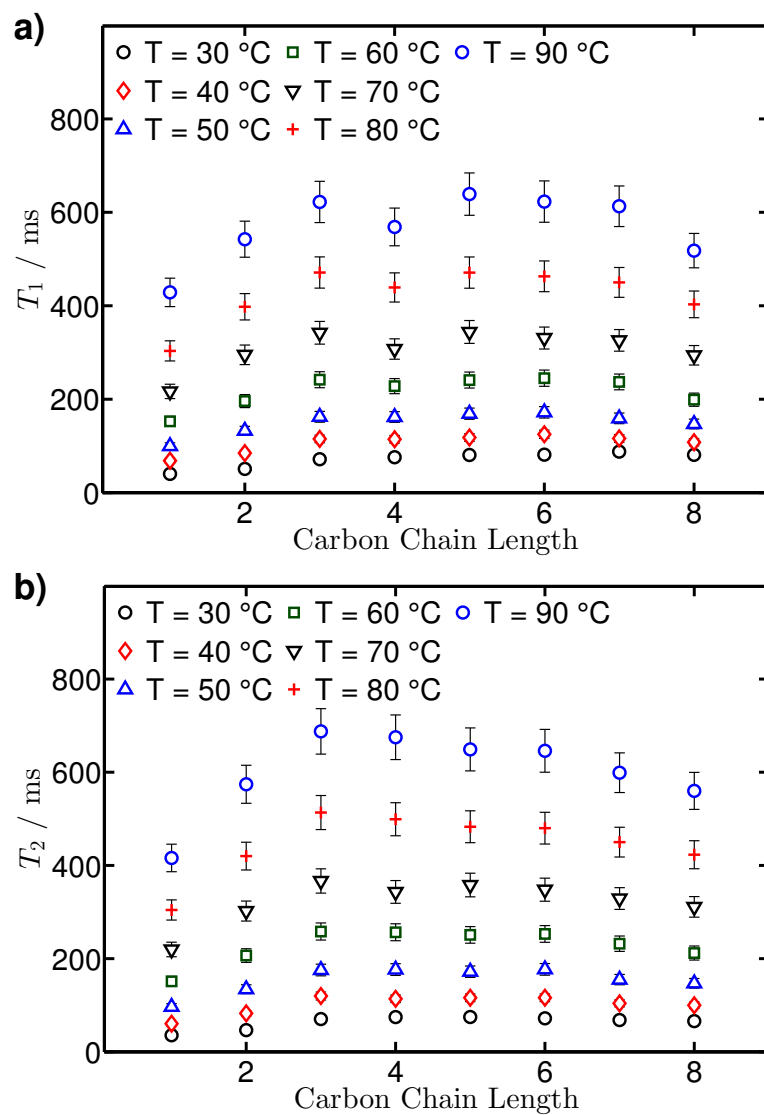 a)
T = 30 °C T = 60 °C T = 90 °C
T = 40 °C T = 70 °C
T = 50 °C T = 80 °C
800
600
400
200
0
T1 / ms
2 4 6 8
Carbon Chain Length
b)
T = 30 °C T = 60 °C T = 90 °C
T = 40 °C T = 70 °C
T = 50 °C T = 80 °C
800
600
400
200
0
T2 / ms
2 4 6 8
Carbon Chain Length